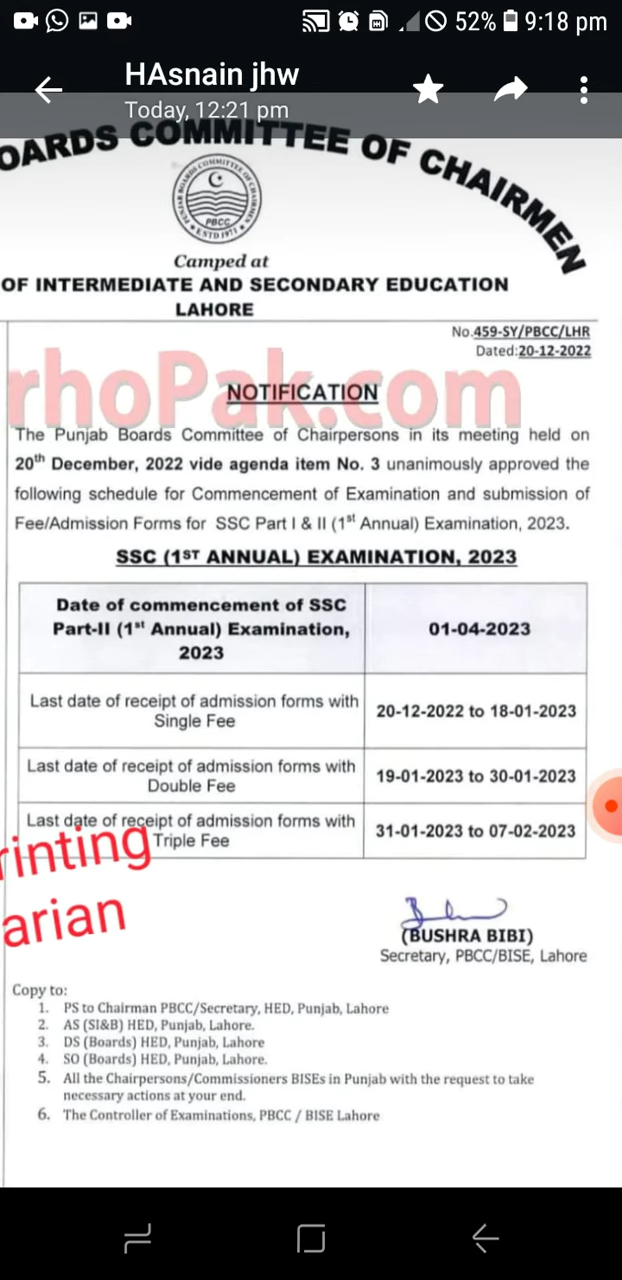 52% 9:18 pm
HAsnain jhw
Today, 12:21 pm
OARDS COMMITTEE OF CHAIRMEN
PUNJAB BOARDS COMMITTEE OF CHAIRMEN
PBCC
ESTD 1971
Camped at
OF INTERMEDIATE AND SECONDARY EDUCATION
LAHORE
No.459-SY/PBCC/LHR
Dated:20-12-2022
rhoPak.com
NOTIFICATION
The Punjab Boards Committee of Chairpersons in its meeting held on
20th December, 2022 vide agenda item No. 3 unanimously approved the
following schedule for Commencement of Examination and submission of
Fee/Admission Forms for SSC Part I & II (1st Annual) Examination, 2023.
SSC (1ST ANNUAL) EXAMINATION, 2023
Date of commencement of SSC
Part-II (1st Annual) Examination,
2023
01-04-2023
Last date of receipt of admission forms with
Single Fee
20-12-2022 to 18-01-2023
Last date of receipt of admission forms with
Double Fee
19-01-2023 to 30-01-2023
Last date of receipt of admission forms with
Triple Fee
31-01-2023 to 07-02-2023
rinting
arian
(BUSHRA BIBI)
Secretary, PBCC/BISE, Lahore
Copy to:
1. PS to Chairman PBCC/Secretary, HED, Punjab, Lahore
2. AS (SI&B) HED, Punjab, Lahore.
3. DS (Boards) HED, Punjab, Lahore
4. SO (Boards) HED, Punjab, Lahore.
5. All the Chairpersons/Commissioners BISEs in Punjab with the request to take
necessary actions at your end.
6. The Controller of Examinations, PBCC / BISE Lahore